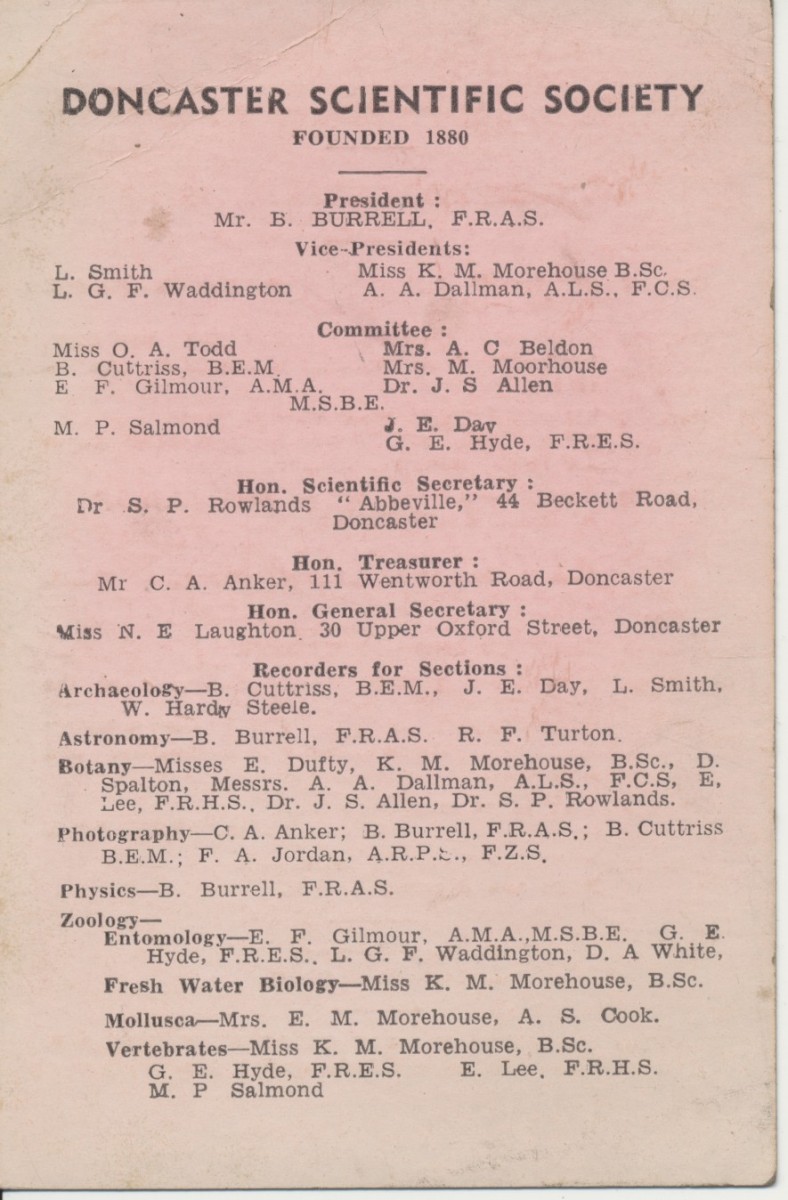 DONCASTER SCIENTIFIC SOCIETY
FOUNDED 1880
President :
Mr. B. BURRELL, F.R.A.S.
Vice-Presidents:
L. Smith Miss K. M. Morehouse B.Sc.
L. G. F. Waddington A. A. Dallman, A.L.S., F.C.S.
Committee :
Miss O. A. Todd Mrs. A. C Beldon
B. Cuttriss, B.E.M. Mrs. M. Moorhouse
E F. Gilmour, A.M.A. Dr. J. S Allen
M.S.B.E.
M. P. Salmond J. E. Day
G. E. Hyde, F.R.E.S.
Hon. Scientific Secretary :
Dr S. P. Rowlands “ Abbeville,” 44 Beckett Road,
Doncaster
Hon. Treasurer :
Mr C. A. Anker, 111 Wentworth Road, Doncaster
Hon. General Secretary :
Miss N. E Laughton. 30 Upper Oxford Street, Doncaster
Recorders for Sections :
Archaeology—B. Cuttriss, B.E.M., J. E. Day, L. Smith,
W. Hardy Steele.
Astronomy—B. Burrell, F.R.A.S. R. F. Turton.
Botany—Misses E. Dufty, K. M. Morehouse, B.Sc., D.
Spalton, Messrs. A. A. Dallman, A.L.S., F.C.S, E,
Lee, F.R.H.S., Dr. J. S. Allen, Dr. S. P. Rowlands.
Photography—C. A. Anker; B. Burrell, F.R.A.S.; B. Cuttriss
B.E.M.; F. A. Jordan, A.R.P.S., F.Z.S.
Physics—B. Burrell, F.R.A.S.
Zoology—
Entomology—E. F. Gilmour, A.M.A.,M.S.B.E. G. E.
Hyde, F.R.E.S., L. G. F. Waddington, D. A White,
Fresh Water Biology—Miss K. M. Morehouse, B.Sc.
Mollusca—Mrs. E. M. Morehouse, A. S. Cook.
Vertebrates—Miss K. M. Morehouse, B.Sc.
G. E. Hyde, F.R.E.S. E. Lee, F.R.H.S.
M. P Salmond